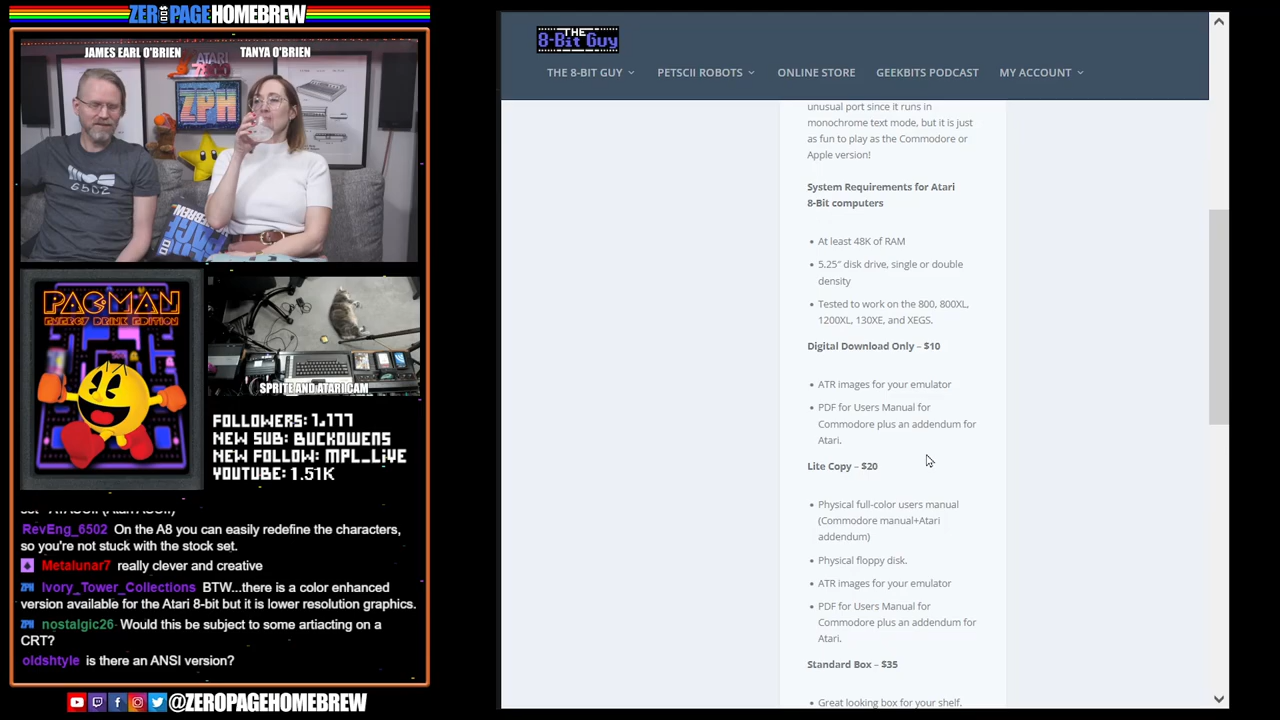 ZEROPAGE HOMEBREW
JAMES EARL O'BRIEN
TANYA O'BRIEN
ATARI
ZPH
6502
PAC-MAN
ENERGY DRINK EDITION
SPRITE AND ATARI CAM
FOLLOWERS: 1,177
NEW SUB: BUCKOWENS
NEW FOLLOW: MPL_LIVE
YOUTUBE: 1.51K
RevEng_6502 On the A8 you can easily redefine the characters,
so you're not stuck with the stock set.
Metalunar7 really clever and creative
ZPH Ivory_Tower_Collections BTW...there is a color enhanced
version available for the Atari 8-bit but it is lower resolution graphics.
ZPH nostalgic26 Would this be subject to some artiacting on a
CRT?
oldshtyle is there an ANSI version?
@ZEROPAGEHOMEBREW
THE
8-Bit Guy
THE 8-BIT GUY
PETSCII ROBOTS
ONLINE STORE
GEEKBITS PODCAST
MY ACCOUNT
unusual port since it runs in
monochrome text mode, but it is just
as fun to play as the Commodore or
Apple version!
System Requirements for Atari
8-Bit computers
• At least 48K of RAM
• 5.25″ disk drive, single or double
density
• Tested to work on the 800, 800XL,
1200XL, 130XE, and XEGS.
Digital Download Only – $10
• ATR images for your emulator
• PDF for Users Manual for
Commodore plus an addendum for
Atari.
Lite Copy – $20
• Physical full-color users manual
(Commodore manual+Atari
addendum)
• Physical floppy disk.
• ATR images for your emulator
• PDF for Users Manual for
Commodore plus an addendum for
Atari.
Standard Box – $35
• Great looking box for your shelf.